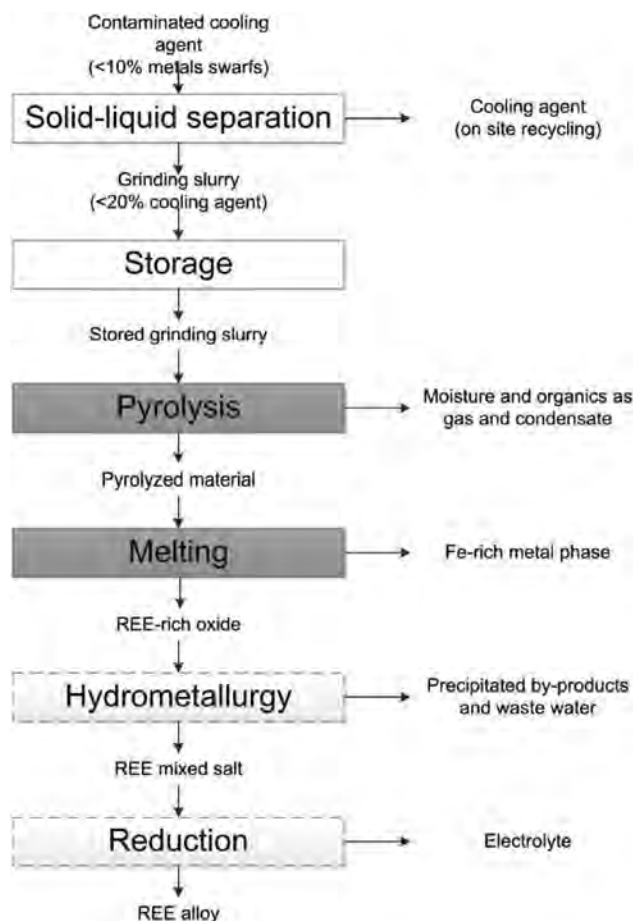 Contaminated cooling
agent
(<10% metals swarfs)
Solid-liquid separation
Cooling agent
(on site recycling)
Grinding slurry
(<20% cooling agent)
Storage
Stored grinding slurry
Pyrolysis
Moisture and organics as
gas and condensate
Pyrolyzed material
Melting
Fe-rich metal phase
REE-rich oxide
Hydrometallurgy
Precipitated by-products
and waste water
REE mixed salt
Reduction
Electrolyte
REE alloy